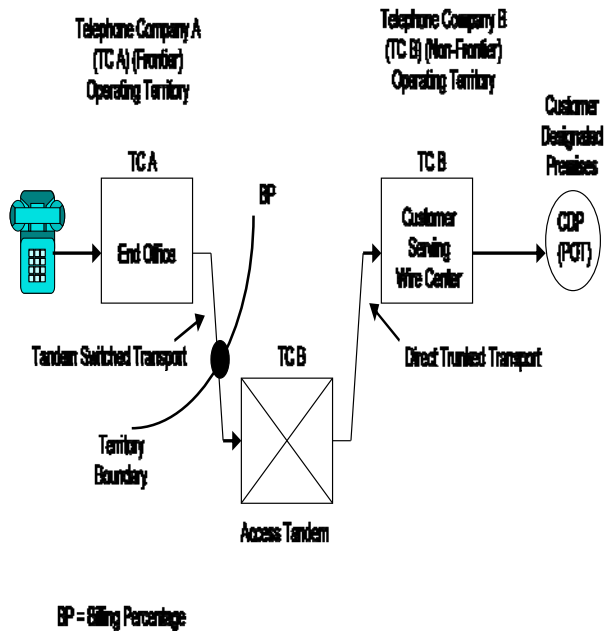 Telephone Company A
(TC A) (Frontier)
Operating Territory
Telephone Company B
(TC B) (Non-Frontier)
Operating Territory
Customer
Designated
Premises
TC A
TC B
BP
End Office
Customer
Serving
Wire Center
CDP
(POT)
Tandem Switched Transport
TC B
Direct Trunked Transport
Territory
Boundary
Access Tandem
BP = Billing Percentage